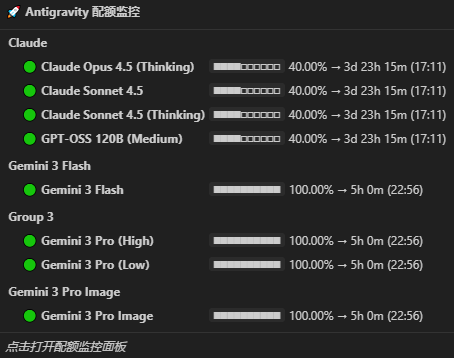 🚀 Antigravity 配额监控
Claude
🟢 Claude Opus 4.5 (Thinking) ■■■■□□□□□□ 40.00% → 3d 23h 15m (17:11)
🟢 Claude Sonnet 4.5 ■■■■□□□□□□ 40.00% → 3d 23h 15m (17:11)
🟢 Claude Sonnet 4.5 (Thinking) ■■■■□□□□□□ 40.00% → 3d 23h 15m (17:11)
🟢 GPT-OSS 120B (Medium) ■■■■□□□□□□ 40.00% → 3d 23h 15m (17:11)
Gemini 3 Flash
🟢 Gemini 3 Flash ■■■■■■■■■■ 100.00% → 5h 0m (22:56)
Group 3
🟢 Gemini 3 Pro (High) ■■■■■■■■■■ 100.00% → 5h 0m (22:56)
🟢 Gemini 3 Pro (Low) ■■■■■■■■■■ 100.00% → 5h 0m (22:56)
Gemini 3 Pro Image
🟢 Gemini 3 Pro Image ■■■■■■■■■■ 100.00% → 5h 0m (22:56)
点击打开配额监控面板